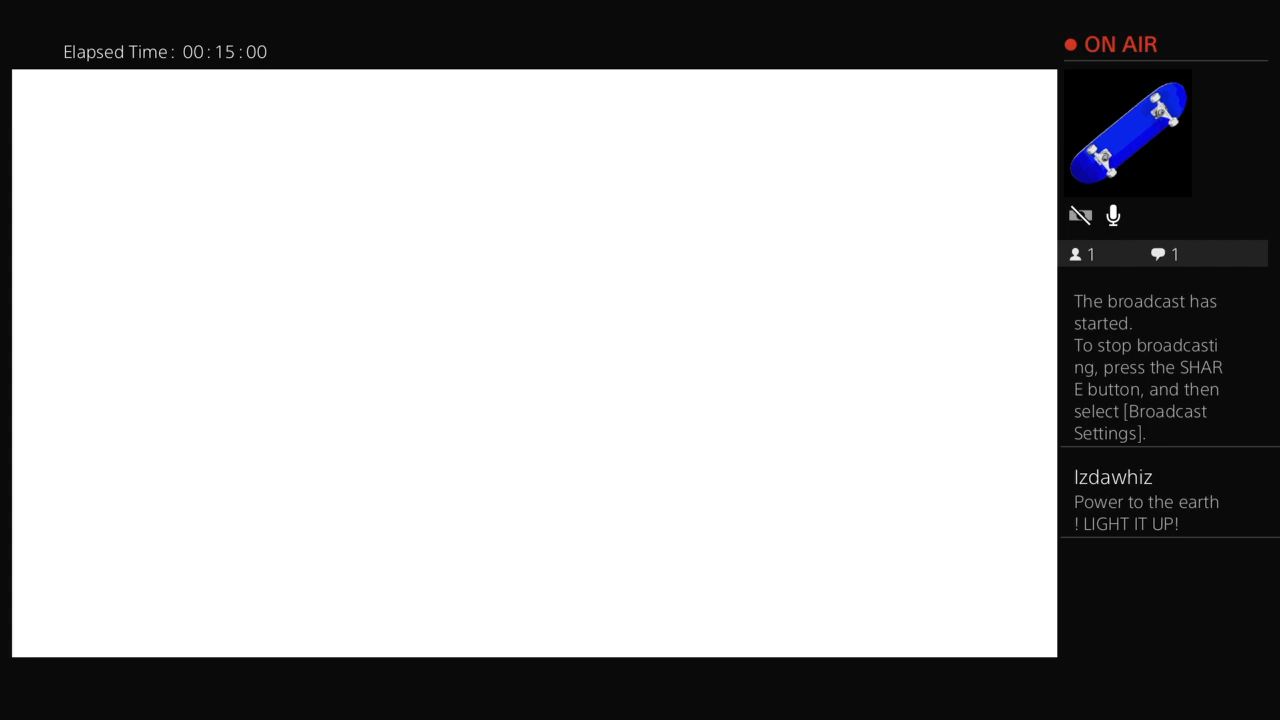 Elapsed Time: 00:15:00
ON AIR
1
1
The broadcast has
started.
To stop broadcasti
ng, press the SHAR
E button, and then
select [Broadcast
Settings].
Izdawhiz
Power to the earth
! LIGHT IT UP!